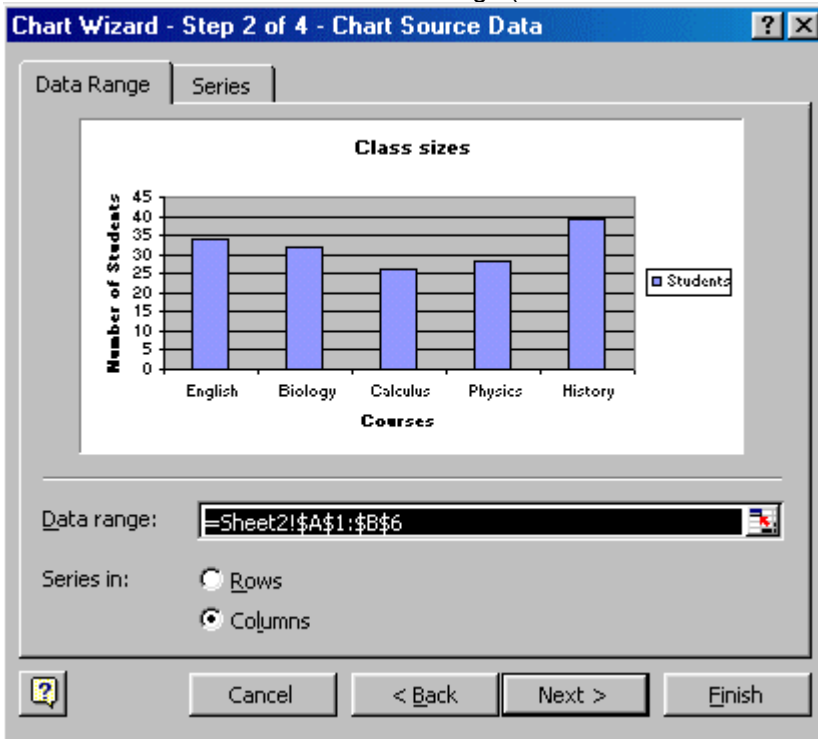 Chart Wizard - Step 2 of 4 - Chart Source Data
Data Range Series
Class sizes
Number of Students
45
40
35
30
25
20
15
10
5
0
Students
English Biology Calculus Physics History
Courses
Data range: =Sheet2!$A$1:$B$6
Series in: Rows
Columns
Cancel < Back Next > Finish